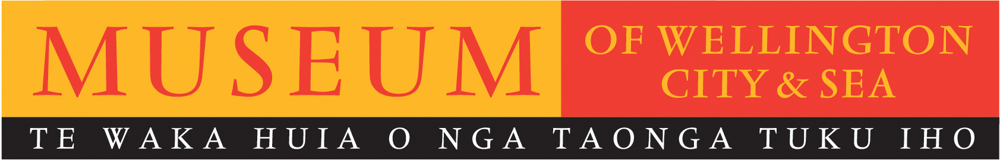 MUSEUM
OF WELLINGTON
CITY & SEA
TE WAKA HUIA O NGA TAONGA TUKU IHO